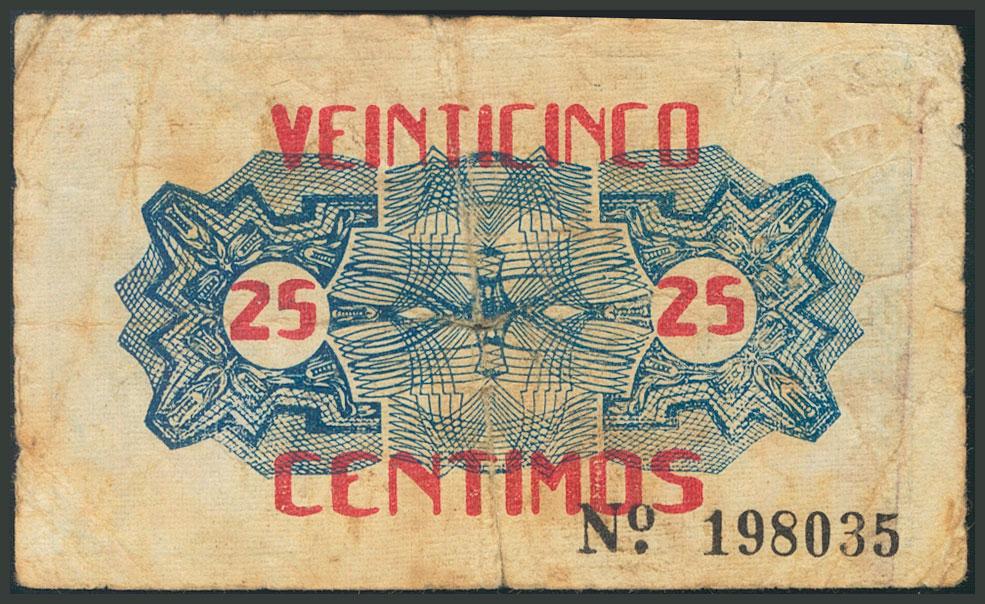 VEINTICINCO
25 25
CENTIMOS
Nº 198035